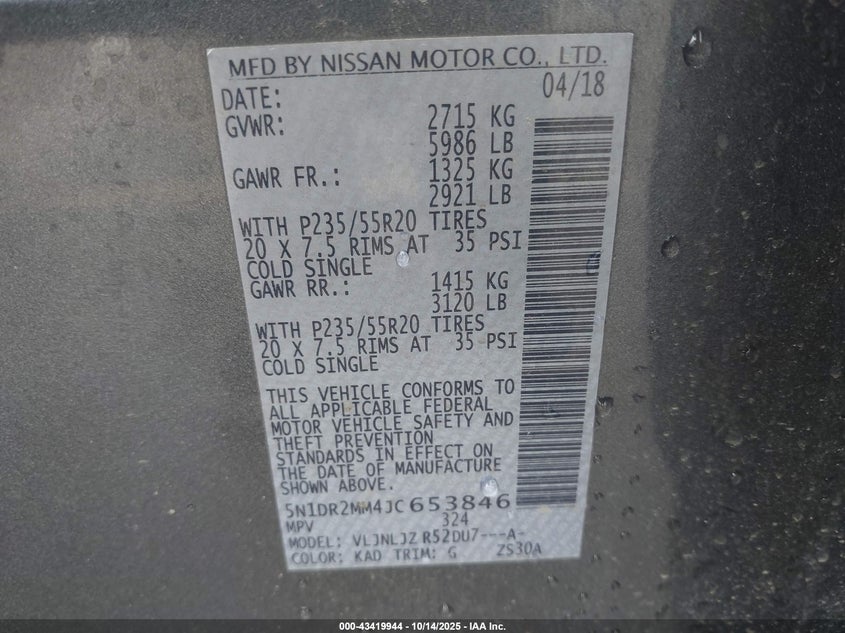 MFD BY NISSAN MOTOR CO., LTD.
DATE: 04/18
GVWR: 2715 KG
5986 LB
GAWR FR.: 1325 KG
2921 LB
WITH P235/55R20 TIRES
20 X 7.5 RIMS AT 35 PSI
COLD SINGLE
GAWR RR.: 1415 KG
3120 LB
WITH P235/55R20 TIRES
20 X 7.5 RIMS AT 35 PSI
COLD SINGLE
THIS VEHICLE CONFORMS TO
ALL APPLICABLE FEDERAL
MOTOR VEHICLE SAFETY AND
THEFT PREVENTION
STANDARDS IN EFFECT ON
THE DATE OF MANUFACTURE
SHOWN ABOVE.
5N1DR2MM4JC653846
MPV 324
MODEL: VLJNLJZ R52DU7---A-
COLOR: KAD TRIM: G ZS30A
000-43419944 - 10/14/2025 - IAA Inc.